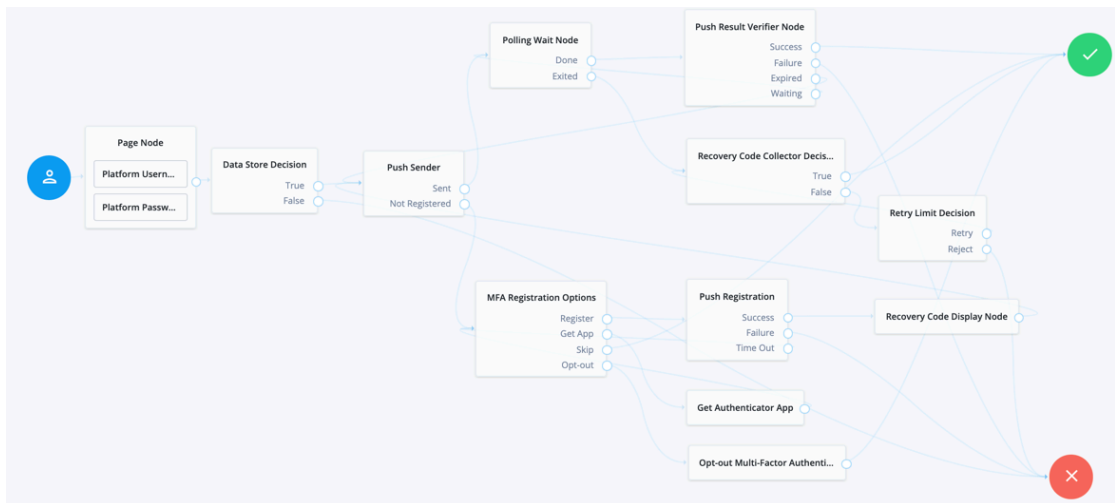 Page Node
Platform Usern...
Platform Passw...
Data Store Decision
True
False
Push Sender
Sent
Not Registered
Polling Wait Node
Done
Exited
Push Result Verifier Node
Success
Failure
Expired
Waiting
Recovery Code Collector Decis...
True
False
Retry Limit Decision
Retry
Reject
MFA Registration Options
Register
Get App
Skip
Opt-out
Push Registration
Success
Failure
Time Out
Recovery Code Display Node
Get Authenticator App
Opt-out Multi-Factor Authenti...